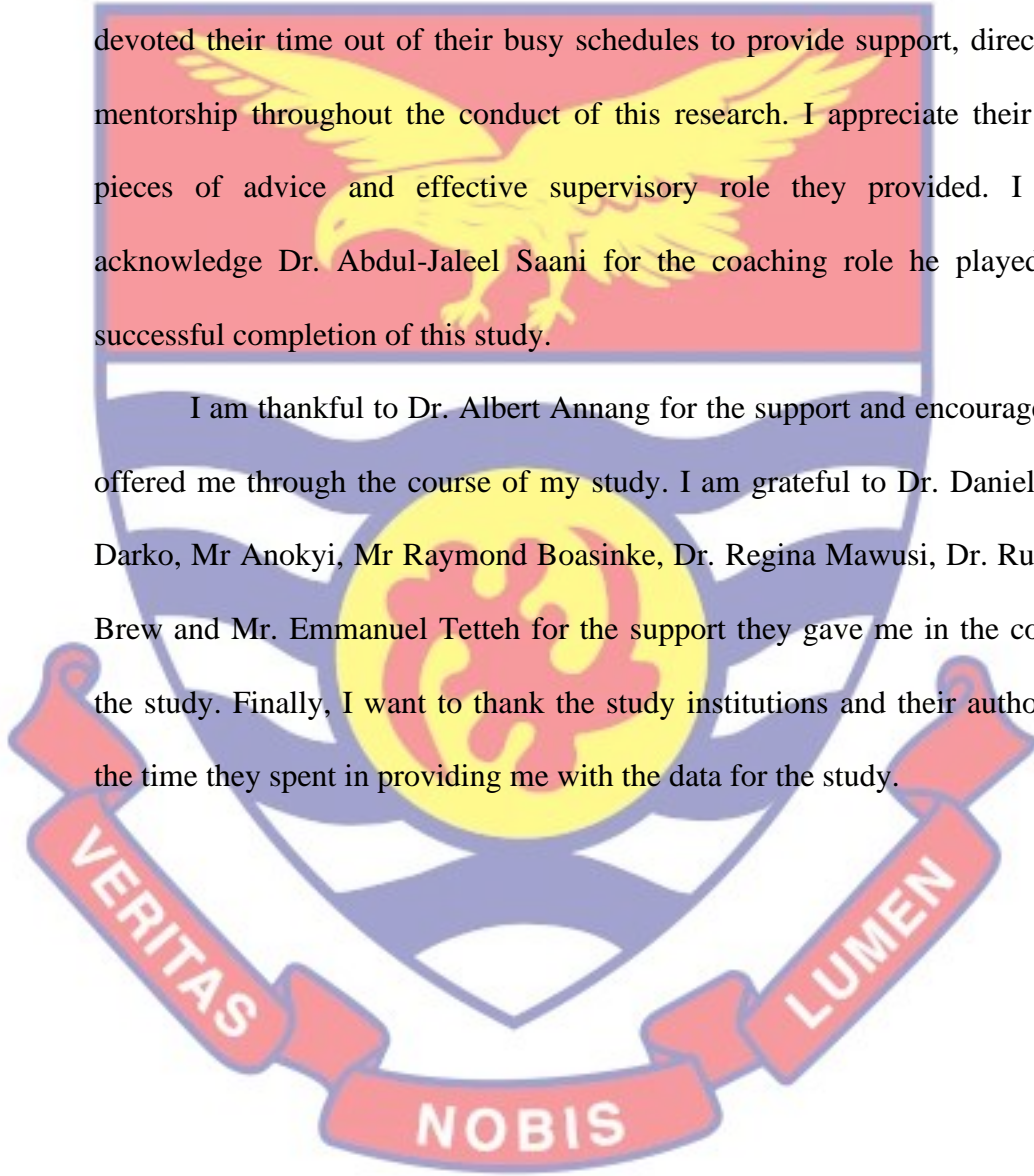 devoted their time out of their busy schedules to provide support, direc
mentorship throughout the conduct of this research. I appreciate their
pieces of advice and effective supervisory role they provided. I
acknowledge Dr. Abdul-Jaleel Saani for the coaching role he played
successful completion of this study.
I am thankful to Dr. Albert Annang for the support and encourag
offered me through the course of my study. I am grateful to Dr. Daniel
Darko, Mr Anokyi, Mr Raymond Boasinke, Dr. Regina Mawusi, Dr. Ru
Brew and Mr. Emmanuel Tetteh for the support they gave me in the co
the study. Finally, I want to thank the study institutions and their autho
the time they spent in providing me with the data for the study.
VERITAS
NOBIS
LUMEN